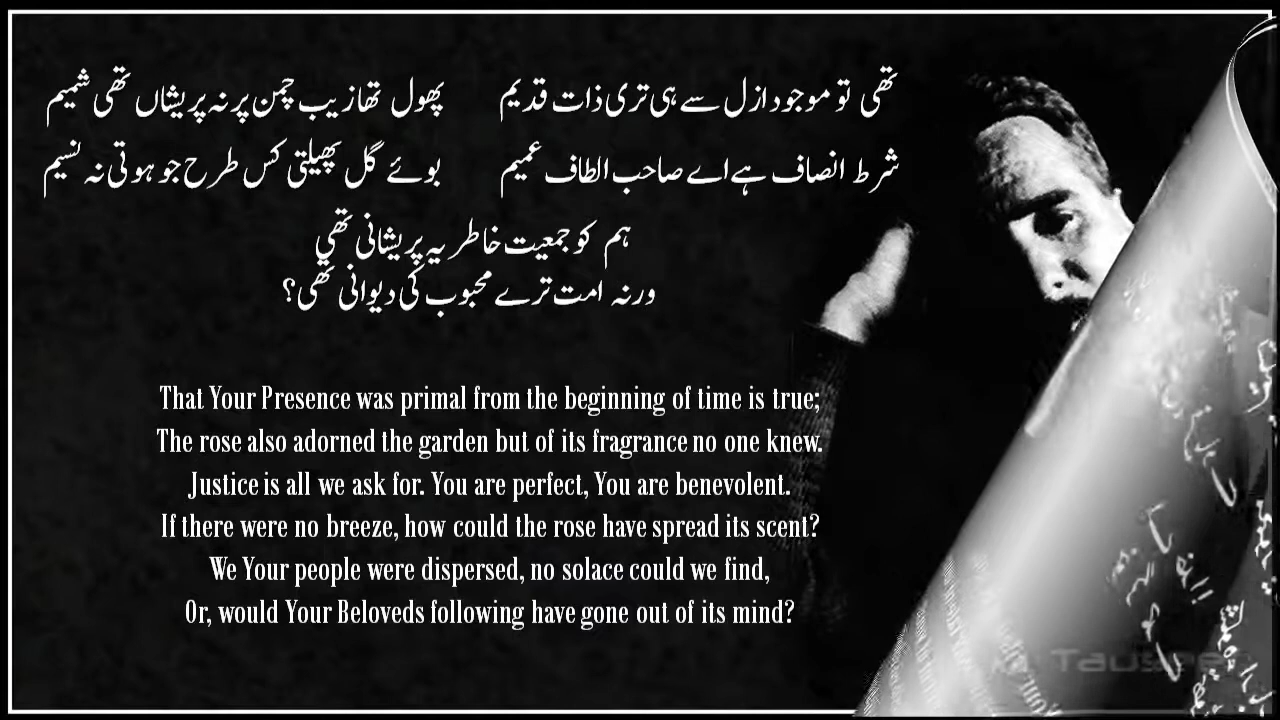 تھی تو موجود ازل سے ہی تری ذات قدیم پھول تھا زیب چمن پر نہ پریشاں تھی شمیم
شرط انصاف ہے اے صاحب الطاف عمیم بوئے گل پھیلتی کس طرح جو ہوتی نہ نسیم
ہم کو جمعیت خاطر یہ پریشانی تھی
ورنہ امت ترے محبوب کی دیوانی تھی؟
That Your Presence was primal from the beginning of time is true;
The rose also adorned the garden but of its fragrance no one knew.
Justice is all we ask for. You are perfect, You are benevolent.
If there were no breeze, how could the rose have spread its scent?
We Your people were dispersed, no solace could we find,
Or, would Your Beloveds following have gone out of its mind?